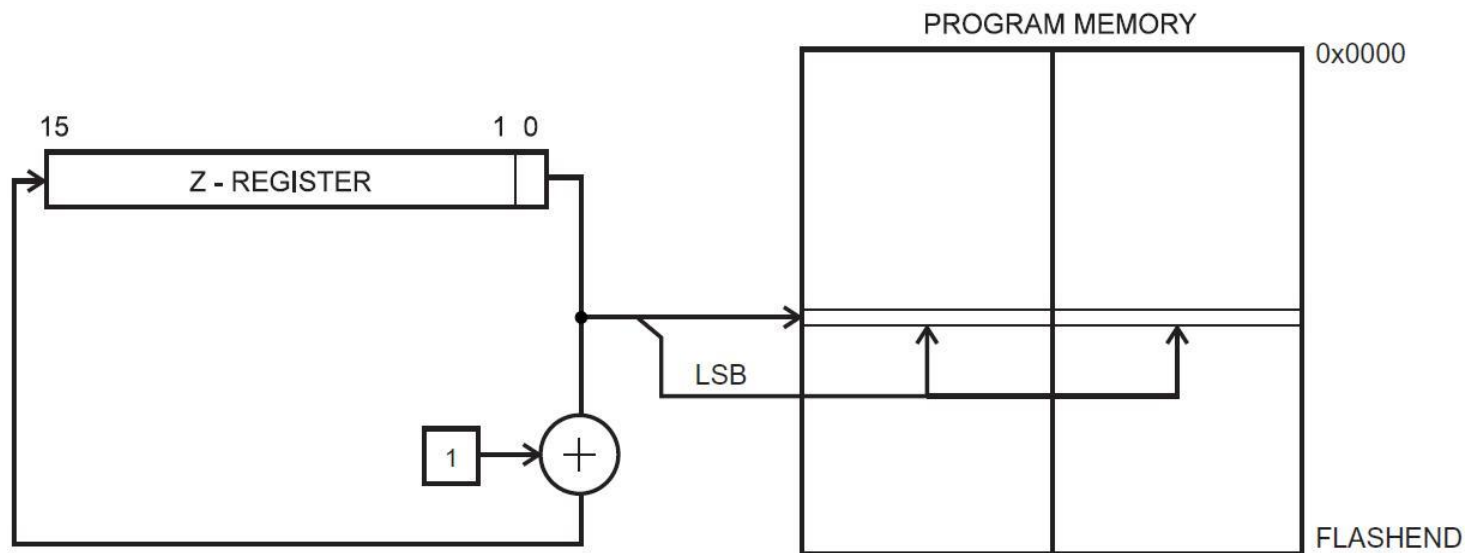 PROGRAM MEMORY
0x0000
15 1 0
Z - REGISTER
LSB
1
+
FLASHEND